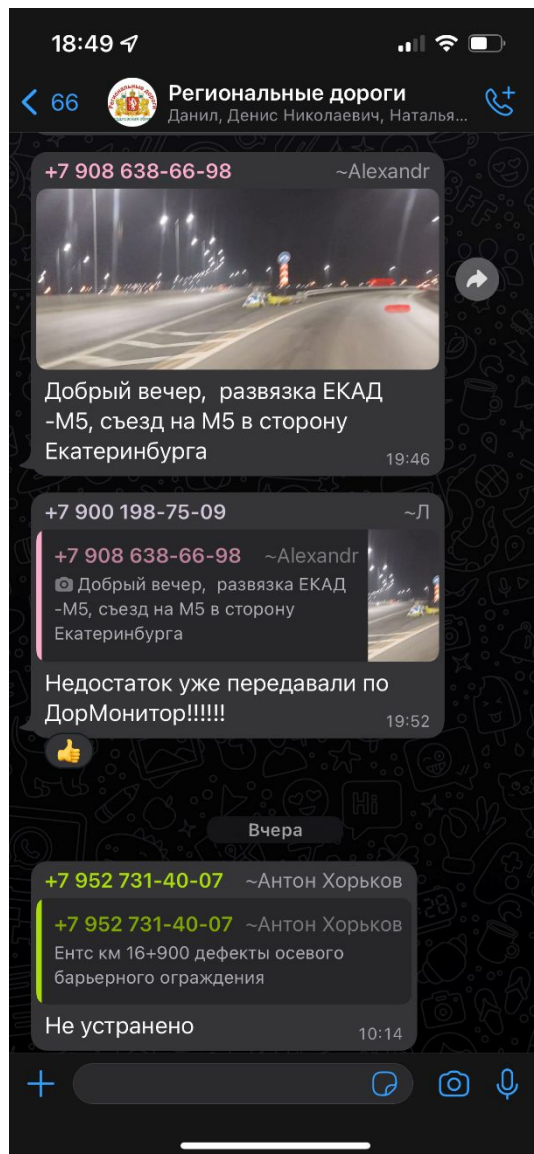 18:49
66
Региональные дороги
Данил, Денис Николаевич, Наталья...
+7 908 638-66-98 ~Alexandr
Добрый вечер, развязка ЕКАД
-М5, съезд на М5 в сторону
Екатеринбурга
19:46
+7 900 198-75-09 ~Л
+7 908 638-66-98 ~Alexandr
Добрый вечер, развязка ЕКАД
-М5, съезд на М5 в сторону
Екатеринбурга
Недостаток уже передавали по
ДорМонитор!!!!!!
19:52
Вчера
+7 952 731-40-07 ~Антон Хорьков
+7 952 731-40-07 ~Антон Хорьков
Ентс км 16+900 дефекты осевого
барьерного ограждения
Не устранено
10:14